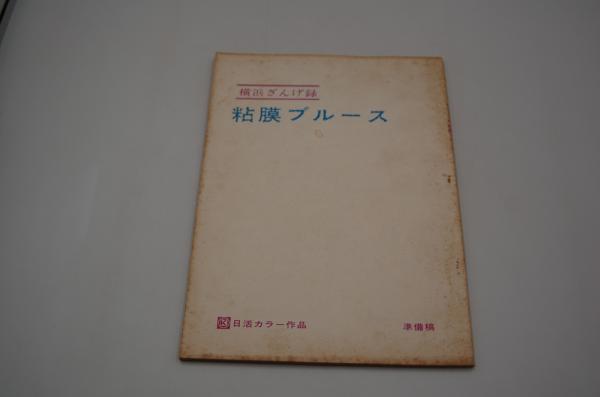 横浜ざんげ録
粘膜ブルース
日活カラー作品 準備稿